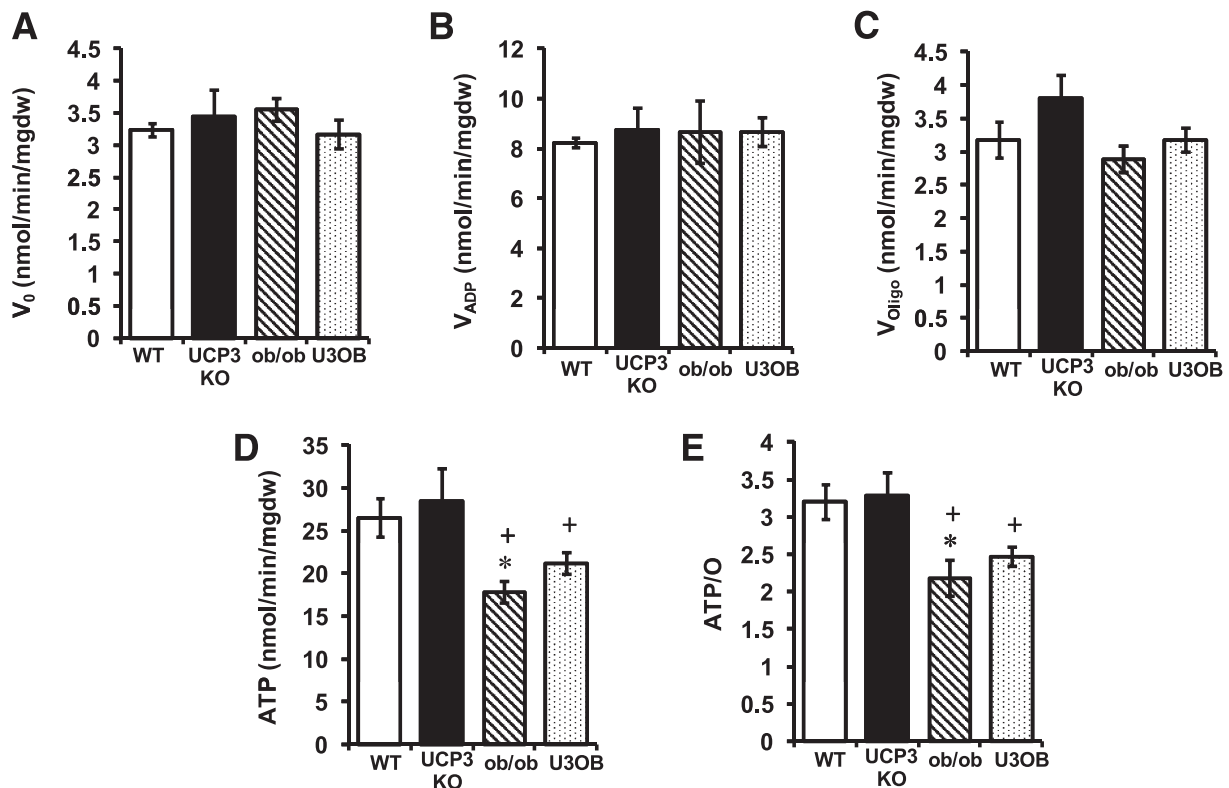 A
V0 (nmol/min/mgdw)
4.5
4
3.5
3
2.5
2
1.5
1
0.5
0
WT
UCP3
KO
ob/ob
U3OB
B
VADP (nmol/min/mgdw)
12
10
8
6
4
2
0
WT
UCP3
KO
ob/ob
U3OB
C
VOligo (nmol/min/mgdw)
4.5
4
3.5
3
2.5
2
1.5
1
0.5
0
WT
UCP3
KO
ob/ob
U3OB
D
ATP (nmol/min/mgdw)
35
30
25
20
15
10
5
0
+
*
+
WT
UCP3
KO
ob/ob
U3OB
E
ATP/O
4
3.5
3
2.5
2
1.5
1
0.5
0
+
*
+
WT
UCP3
KO
ob/ob
U3OB